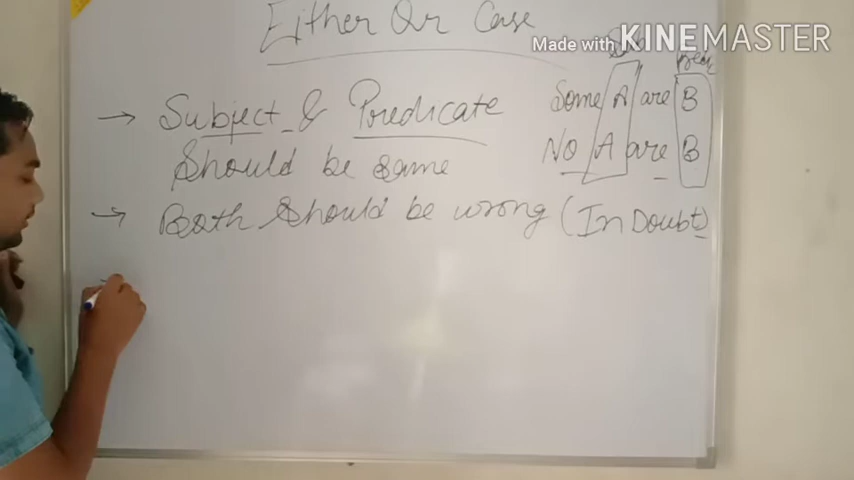 Either Or Case
Made with KINEMASTER
Sub
→ Subject & Predicate
Some A are B
Should be same
No A are B
→ Both Should be wrong (In Doubt)